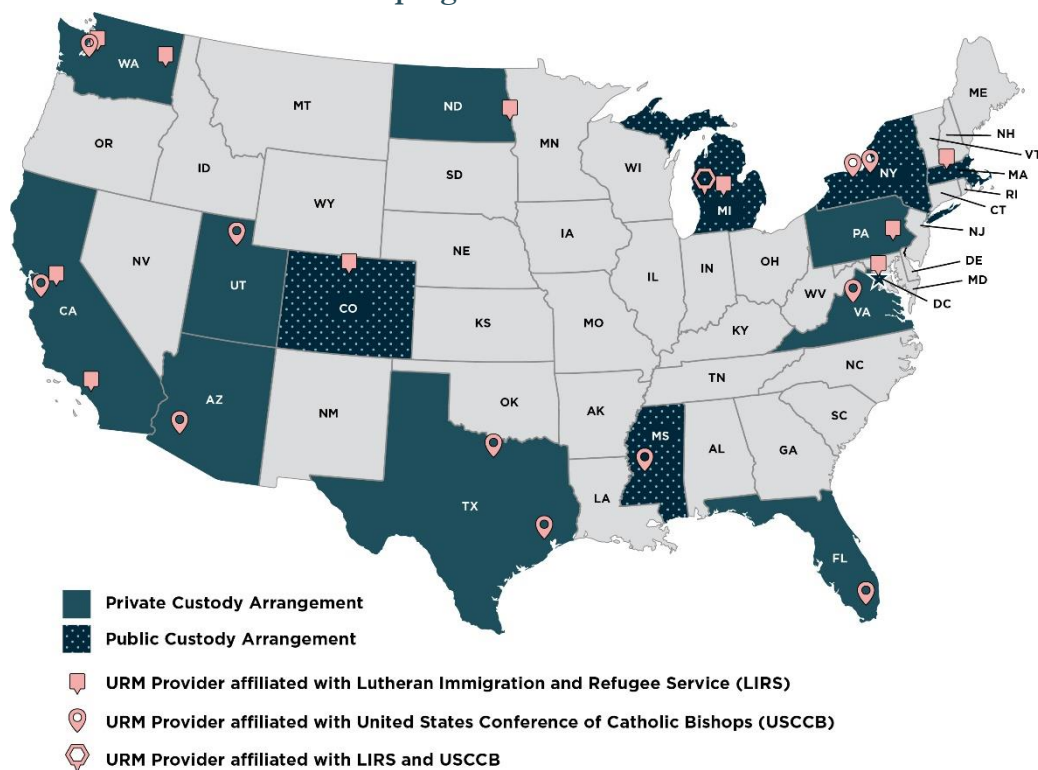 WA
MT
ND
MN
ME
OR
ID
WY
SD
WI
MI
NY
NH
VT
MA
RI
CT
NJ
NV
UT
CO
NE
IA
IL
IN
OH
PA
DE
MD
DC
CA
AZ
NM
KS
OK
MO
AK
KY
WV
VA
TN
NC
SC
TX
LA
MS
AL
GA
FL
Private Custody Arrangement
Public Custody Arrangement
URM Provider affiliated with Lutheran Immigration and Refugee Service (LIRS)
URM Provider affiliated with United States Conference of Catholic Bishops (USCCB)
URM Provider affiliated with LIRS and USCCB